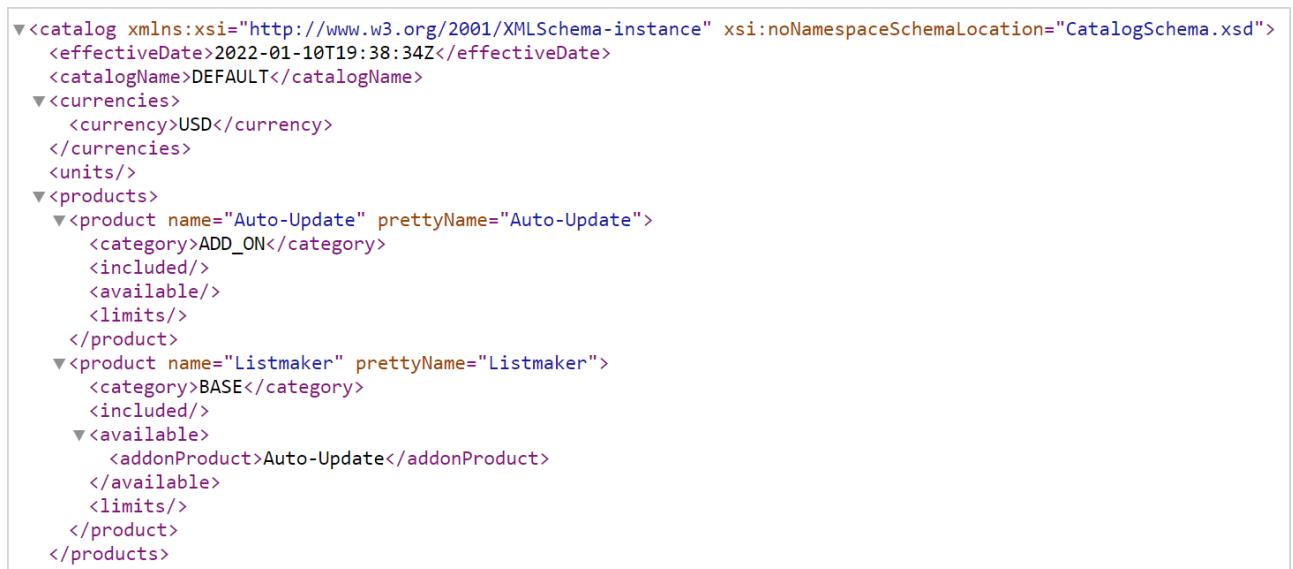 ▼<catalog xmlns:xsi="http://www.w3.org/2001/XMLSchema-instance" xsi:noNamespaceSchemaLocation="CatalogSchema.xsd">
<effectiveDate>2022-01-10T19:38:34Z</effectiveDate>
<catalogName>DEFAULT</catalogName>
▼<currencies>
<currency>USD</currency>
</currencies>
<units/>
▼<products>
▼<product name="Auto-Update" prettyName="Auto-Update">
<category>ADD_ON</category>
<included/>
<available/>
<limits/>
</product>
▼<product name="Listmaker" prettyName="Listmaker">
<category>BASE</category>
<included/>
▼<available>
<addonProduct>Auto-Update</addonProduct>
</available>
<limits/>
</product>
</products>